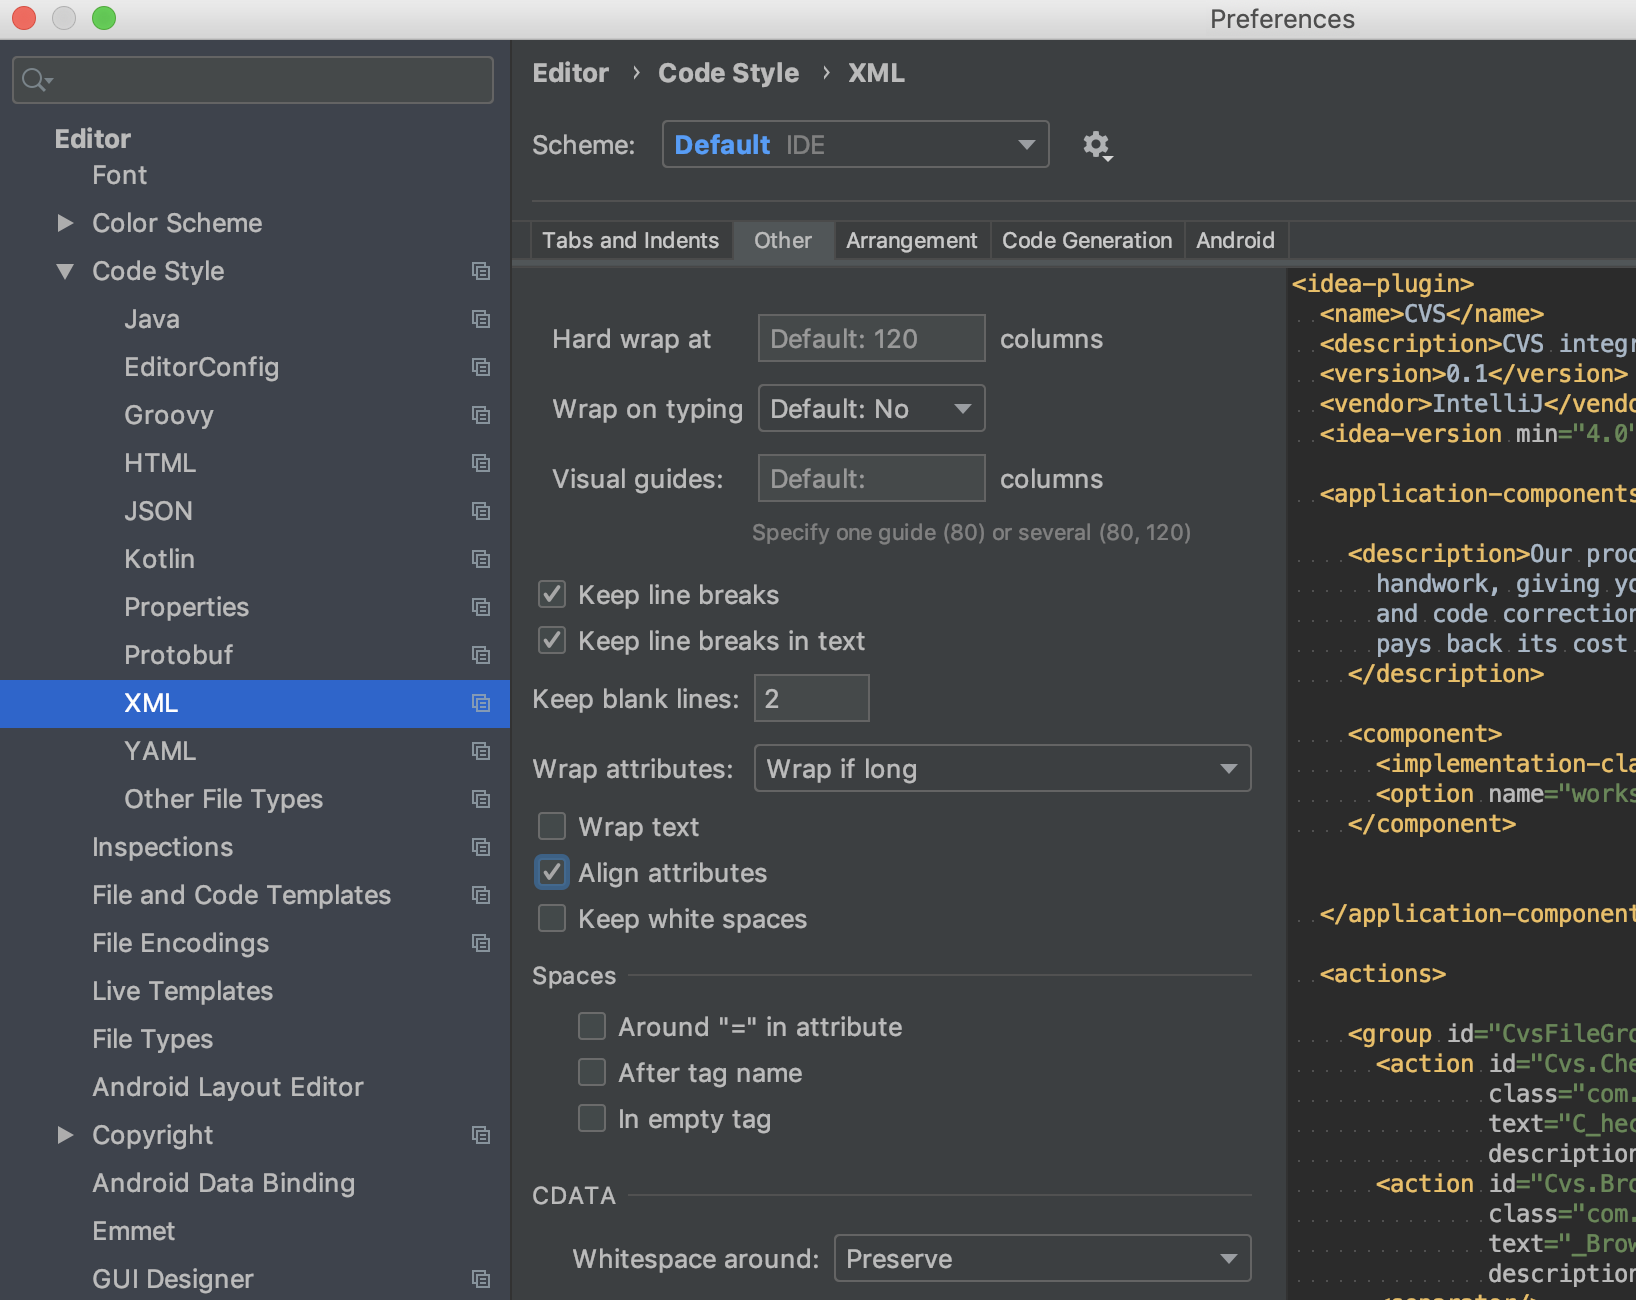 Preferences
Editor
Font
Color Scheme
Code Style
Java
EditorConfig
Groovy
HTML
JSON
Kotlin
Properties
Protobuf
XML
YAML
Other File Types
Inspections
File and Code Templates
File Encodings
Live Templates
File Types
Android Layout Editor
Copyright
Android Data Binding
Emmet
GUI Designer
Editor › Code Style › XML
Scheme: Default IDE
Tabs and Indents Other Arrangement Code Generation Android
Hard wrap at Default: 120 columns
Wrap on typing Default: No
Visual guides: Default: columns
Specify one guide (80) or several (80, 120)
Keep line breaks
Keep line breaks in text
Keep blank lines: 2
Wrap attributes: Wrap if long
Wrap text
Align attributes
Keep white spaces
Spaces
Around "=" in attribute
After tag name
In empty tag
CDATA
Whitespace around: Preserve
<idea-plugin>
<name>CVS</name>
<description>CVS integr
<version>0.1</version>
<vendor>IntelliJ</vendo
<idea-version min="4.0"
<application-components
<description>Our prod
handwork, giving yo
and code correction
pays back its cost
</description>
<component>
<implementation-cla
<option name="works
</component>
</application-component
<actions>
<group id="CvsFileGro
<action id="Cvs.Che
class="com.
text="C_hec
description
<action id="Cvs.Bro
class="com.
text="_Brow
description
<separator/>